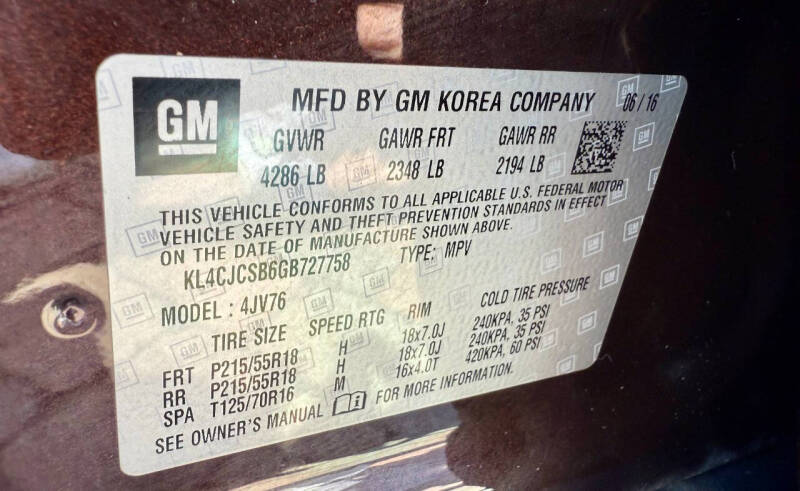 GM MFD BY GM KOREA COMPANY 06/16
GVWR GAWR FRT GAWR RR
4286 LB 2348 LB 2194 LB
THIS VEHICLE CONFORMS TO ALL APPLICABLE U.S. FEDERAL MOTOR
VEHICLE SAFETY AND THEFT PREVENTION STANDARDS IN EFFECT
ON THE DATE OF MANUFACTURE SHOWN ABOVE.
KL4CJCSB6GB727758 TYPE: MPV
MODEL : 4JV76
TIRE SIZE SPEED RTG RIM COLD TIRE PRESSURE
FRT P215/55R18 H 18x7.0J 240KPA, 35 PSI
RR P215/55R18 H 18x7.0J 240KPA, 35 PSI
SPA T125/70R16 M 16x4.0T 420KPA, 60 PSI
SEE OWNER'S MANUAL FOR MORE INFORMATION.